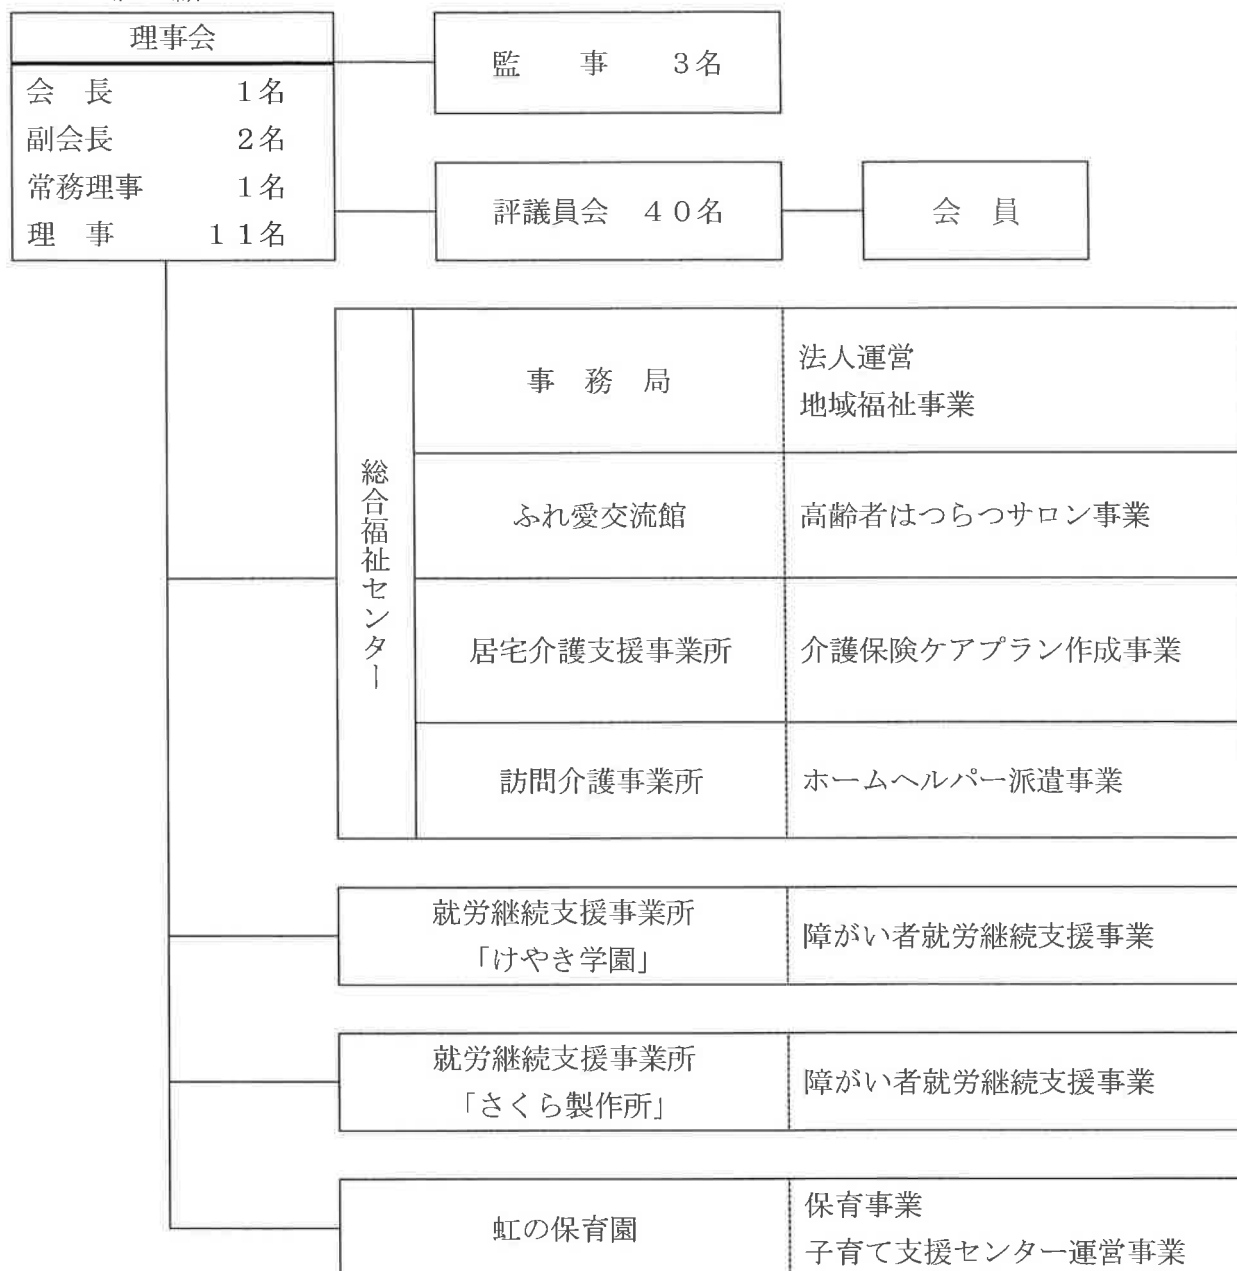 理事会
会　長　1名
副会長　2名
常務理事　1名
理　事　11名
監　事　3名
評議員会　40名
会　員
総合福祉センター
事　務　局
法人運営
地域福祉事業
ふれ愛交流館
高齢者はつらつサロン事業
居宅介護支援事業所
介護保険ケアプラン作成事業
訪問介護事業所
ホームヘルパー派遣事業
就労継続支援事業所
「けやき学園」
障がい者就労継続支援事業
就労継続支援事業所
「さくら製作所」
障がい者就労継続支援事業
虹の保育園
保育事業
子育て支援センター運営事業